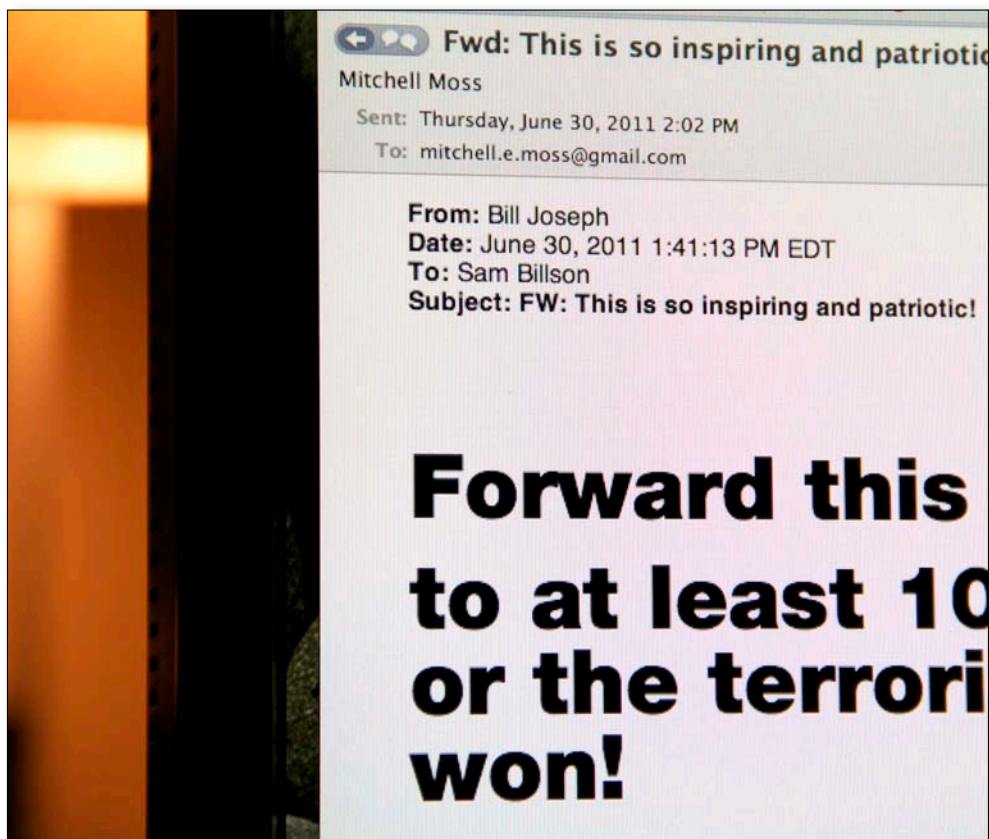 Fwd: This is so inspiring and patriotic
Mitchell Moss
Sent: Thursday, June 30, 2011 2:02 PM
To: mitchell.e.moss@gmail.com
From: Bill Joseph
Date: June 30, 2011 1:41:13 PM EDT
To: Sam Billson
Subject: FW: This is so inspiring and patriotic!
Forward this
to at least 10
or the terrori
won!